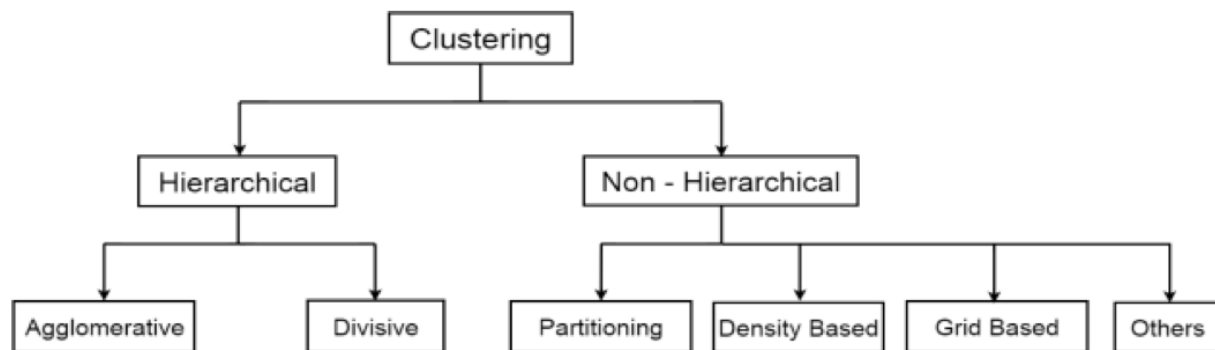 Clustering
Hierarchical
Non - Hierarchical
Agglomerative
Divisive
Partitioning
Density Based
Grid Based
Others